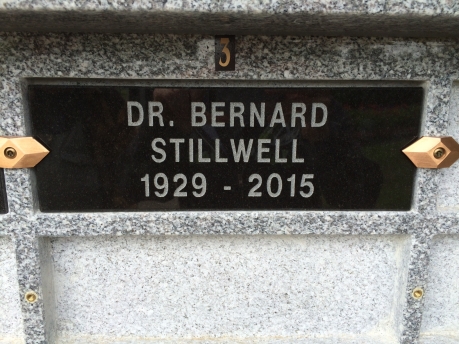 3
DR. BERNARD
STILLWELL
1929 - 2015